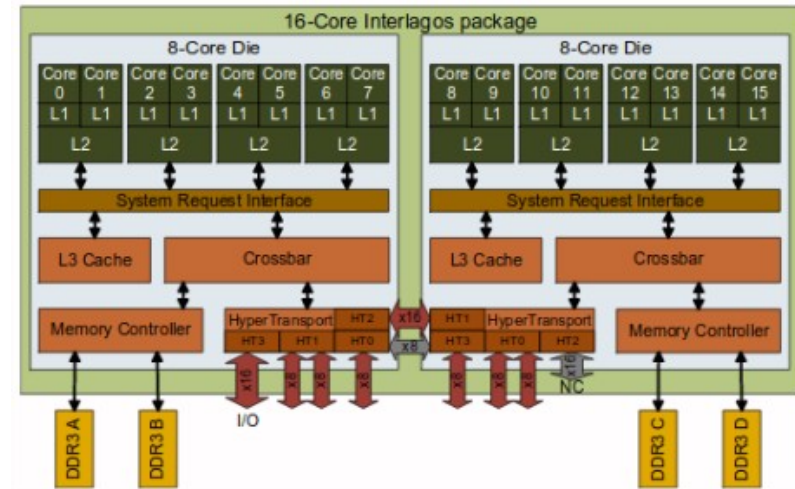 16-Core Interlagos package
8-Core Die
8-Core Die
Core 0
Core 1
Core 2
Core 3
Core 4
Core 5
Core 6
Core 7
Core 8
Core 9
Core 10
Core 11
Core 12
Core 13
Core 14
Core 15
L1 L1 L1 L1 L1 L1 L1 L1
L1 L1 L1 L1 L1 L1 L1 L1
L2 L2 L2 L2
L2 L2 L2 L2
System Request Interface
System Request Interface
L3 Cache
Crossbar
L3 Cache
Crossbar
Memory Controller
HyperTransport
HT2
HT3
HT1
HT0
x16
x8
HT1
HyperTransport
HT3
HT0
HT2
Memory Controller
x16
x8
x8
x8
x8
x8
x8
x16
I/O
NC
DDR3 A
DDR3 B
DDR3 C
DDR3 D